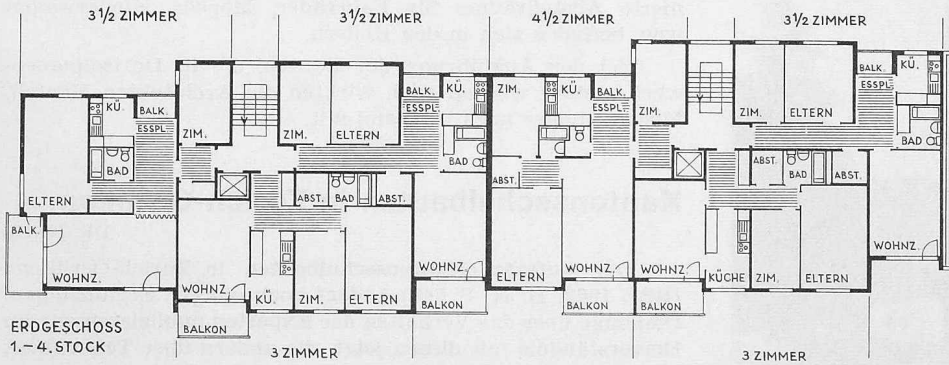 3 1/2 ZIMMER
3 1/2 ZIMMER
4 1/2 ZIMMER
3 1/2 ZIMMER
KÜ.
BALK.
ESSPL.
BAD
ZIM.
ELTERN
BALK.
WOHNZ.
ZIM.
ELTERN
BALK.
KÜ.
ESSPL.
BAD
ABST.
BAD
ABST.
WOHNZ.
KÜ.
ZIM.
ELTERN
BALKON
BALKON
ZIM.
KÜ.
BALK.
ESSPL.
ABST.
ELTERN
WOHNZ.
BALKON
ZIM.
ZIM.
ELTERN
BALK.
KÜ.
ESSPL.
BAD
ABST.
BAD
ABST.
WOHNZ.
WOHNZ.
KÜCHE
ZIM.
ELTERN
BALKON
ERDGESCHOSS
1.–4. STOCK
3 ZIMMER
3 ZIMMER